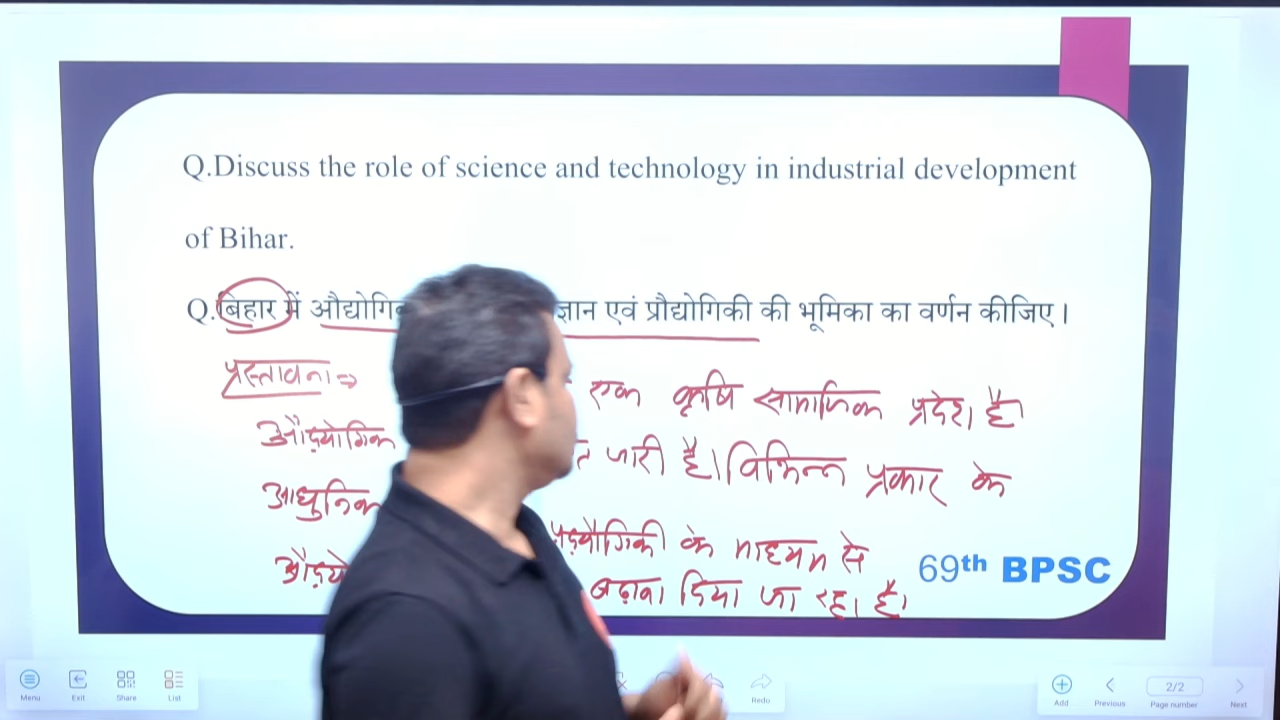 Q.Discuss the role of science and technology in industrial development
of Bihar.
Q.बिहार में औद्योगिक ज्ञान एवं प्रौद्योगिकी की भूमिका का वर्णन कीजिए।
प्रस्तावना⇒ एक कृषि सामाजिक प्रदेश है
जारी है। विभिन्न प्रकार के
आधुनिक के माध्यम से
बढ़ावा दिया जा रहा है।
69th BPSC
Menu Exit Share List Redo Add Previous 2/2 Page number Next